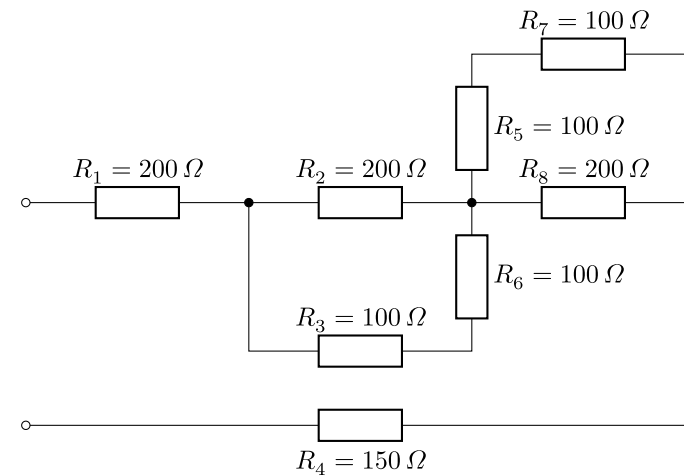 R₇ = 100 Ω
R₅ = 100 Ω
R₁ = 200 Ω
R₂ = 200 Ω
R₈ = 200 Ω
R₆ = 100 Ω
R₃ = 100 Ω
R₄ = 150 Ω